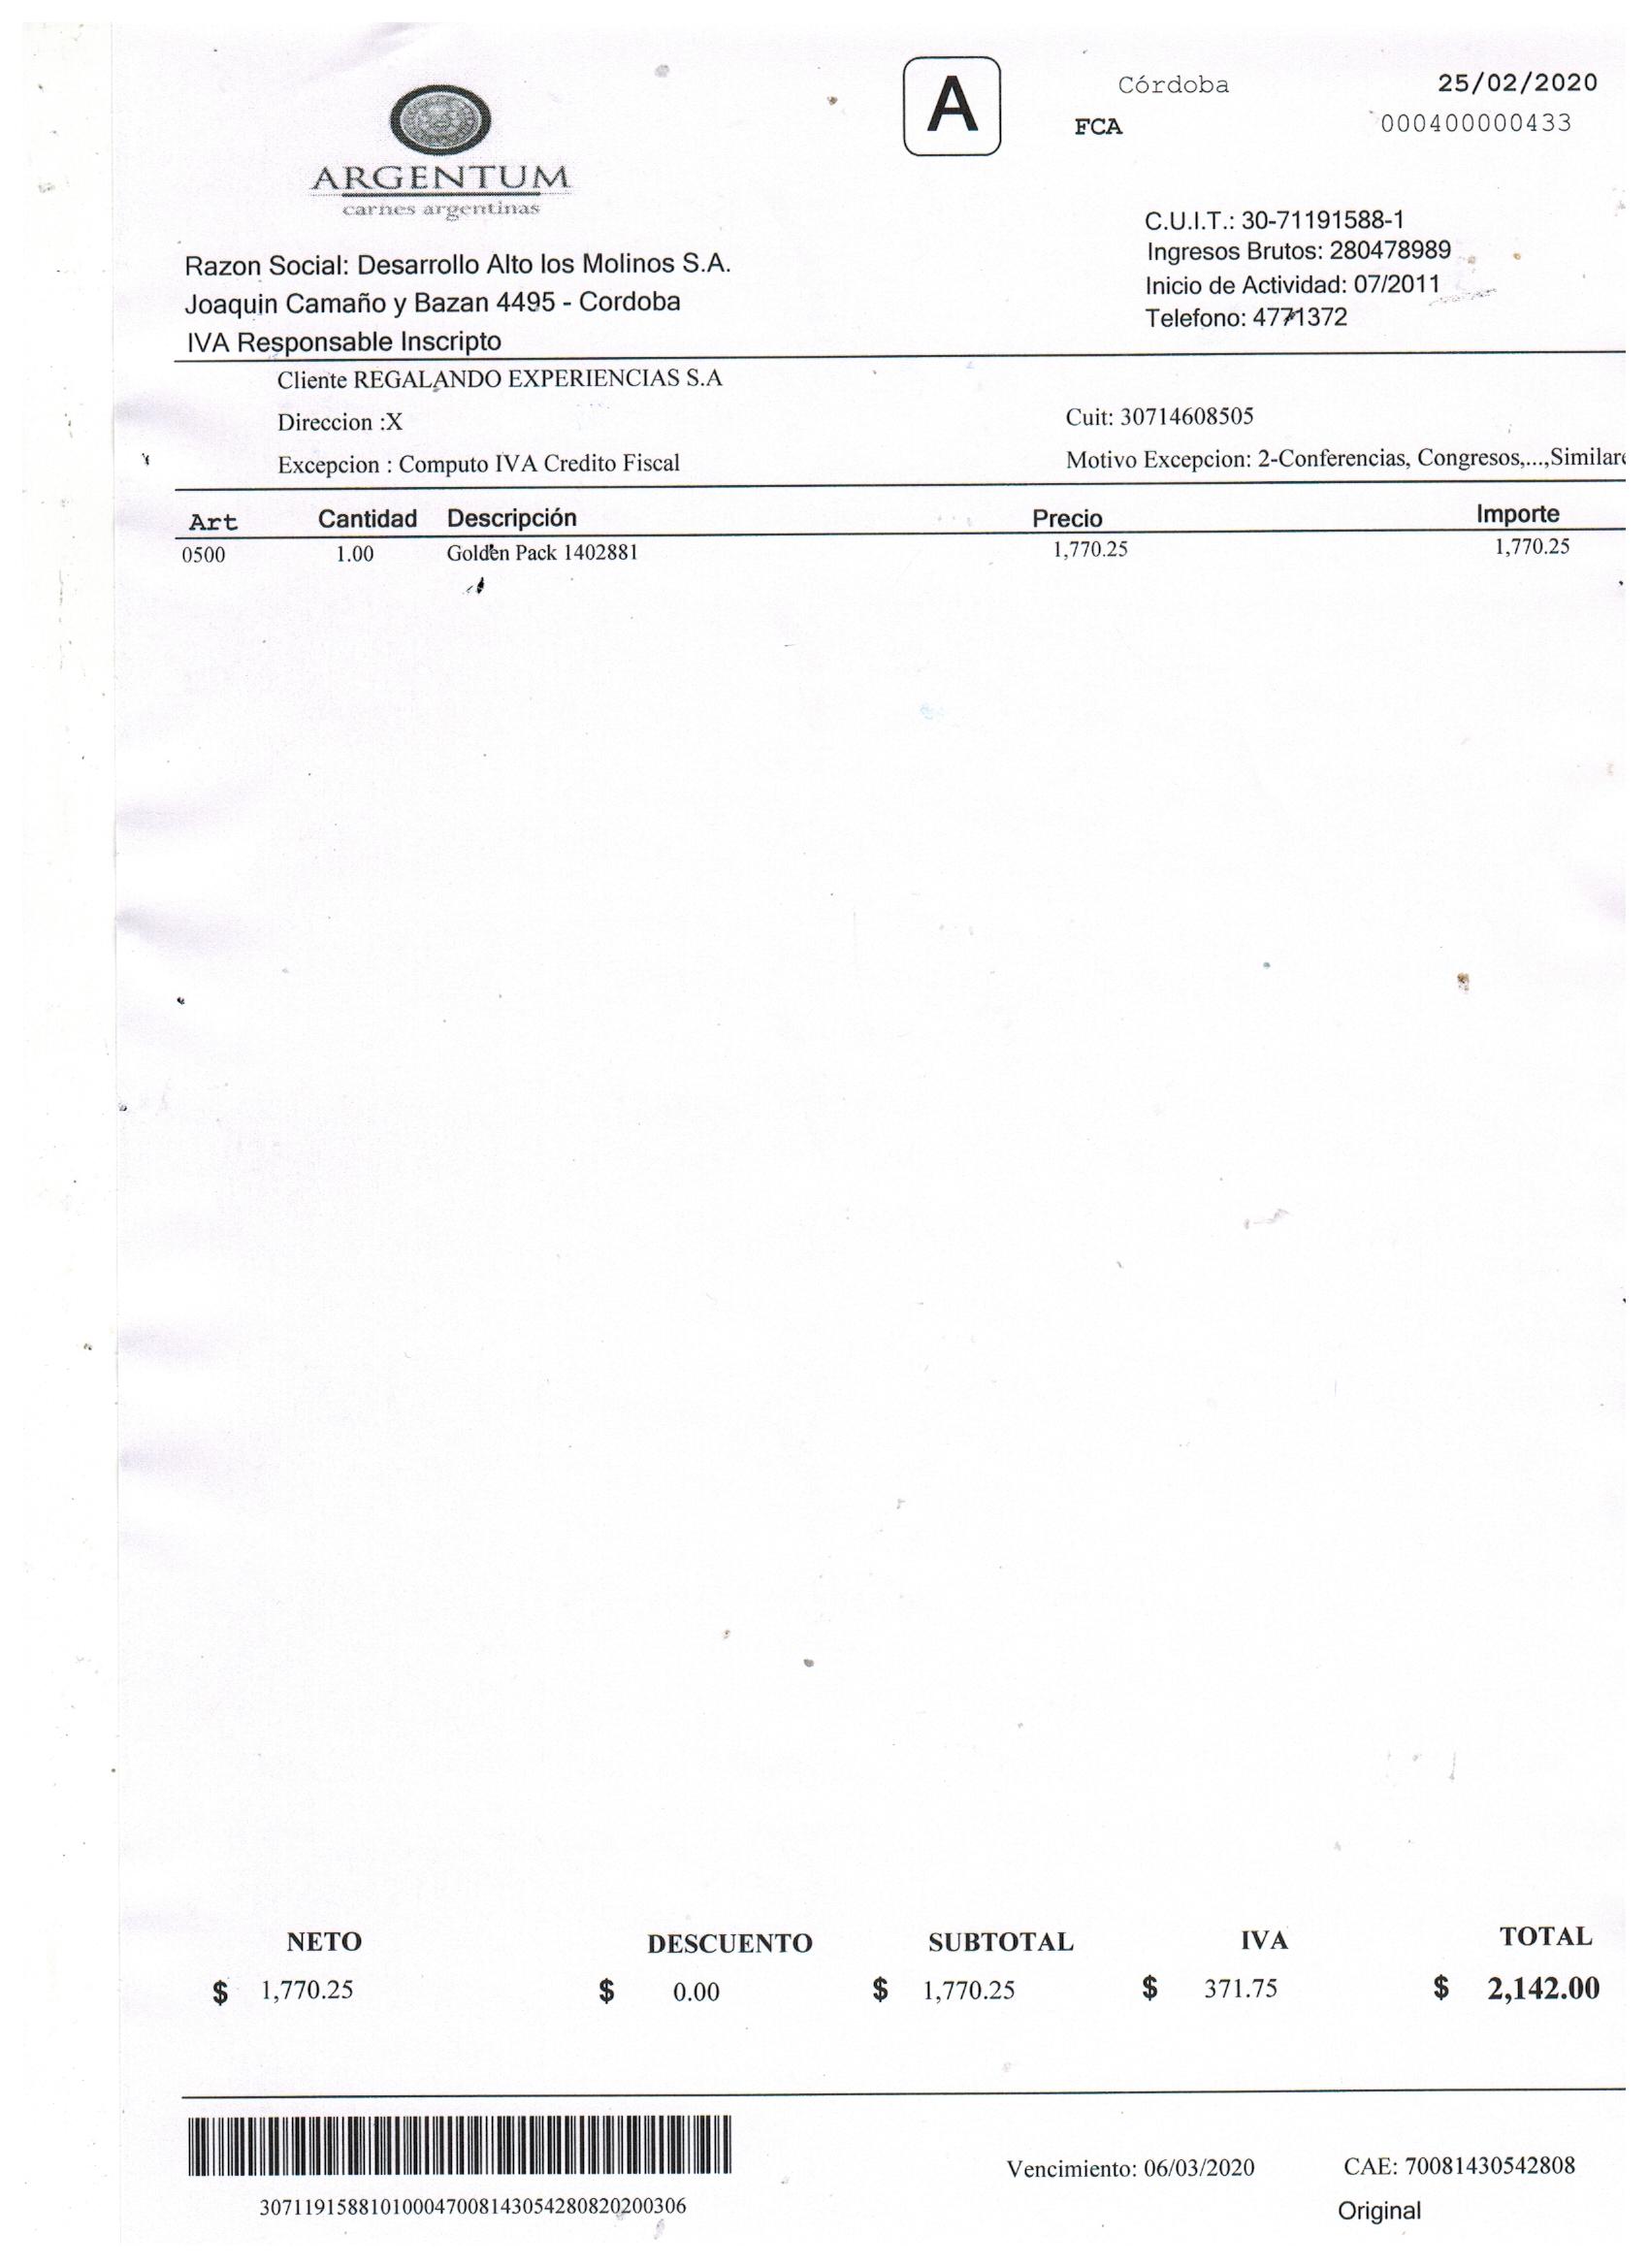 ARGENTUM
carnes argentinas
A
Córdoba 25/02/2020
FCA 000400000433
C.U.I.T.: 30-71191588-1
Ingresos Brutos: 280478989
Inicio de Actividad: 07/2011
Telefono: 4771372
Razon Social: Desarrollo Alto los Molinos S.A.
Joaquin Camaño y Bazan 4495 - Cordoba
IVA Responsable Inscripto
Cliente REGALANDO EXPERIENCIAS S.A
Direccion :X Cuit: 30714608505
Excepcion : Computo IVA Credito Fiscal Motivo Excepcion: 2-Conferencias, Congresos,...,Similare
Art Cantidad Descripción Precio Importe
0500 1.00 Golden Pack 1402881 1,770.25 1,770.25
NETO DESCUENTO SUBTOTAL IVA TOTAL
$ 1,770.25 $ 0.00 $ 1,770.25 $ 371.75 $ 2,142.00
Vencimiento: 06/03/2020 CAE: 70081430542808
307119158810100047008143054280820200306
Original